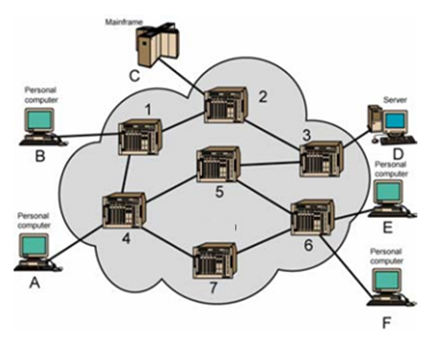 Mainframe
C
Personal
computer
B
1
2
3
Server
D
Personal
computer
E
5
4
6
7
Personal
computer
A
Personal
computer
F